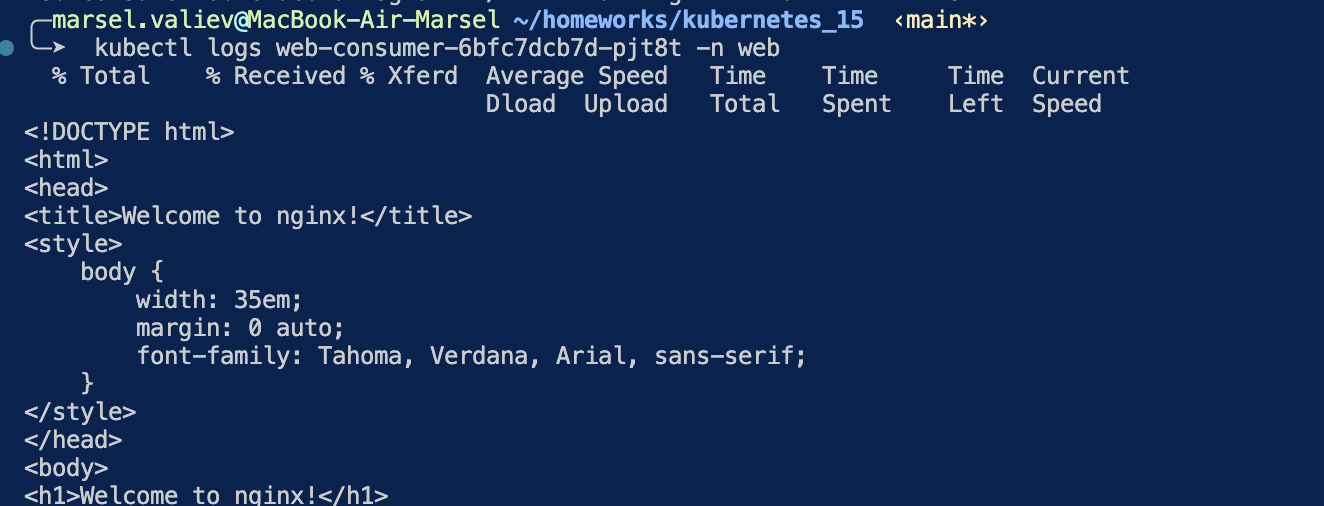 marsel.valiev@MacBook-Air-Marsel ~/homeworks/kubernetes_15 ‹main*›
➤ kubectl logs web-consumer-6bfc7dcb7d-pjt8t -n web
% Total % Received % Xferd Average Speed Time Time Time Current
Dload Upload Total Spent Left Speed
<!DOCTYPE html>
<html>
<head>
<title>Welcome to nginx!</title>
<style>
body {
width: 35em;
margin: 0 auto;
font-family: Tahoma, Verdana, Arial, sans-serif;
}
</style>
</head>
<body>
<h1>Welcome to nginx!</h1>